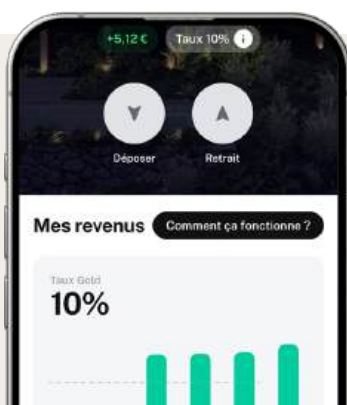 +5,12 € Taux 10% i
Déposer Retrait
Mes revenus Comment ça fonctionne ?
Taux Gold
10%